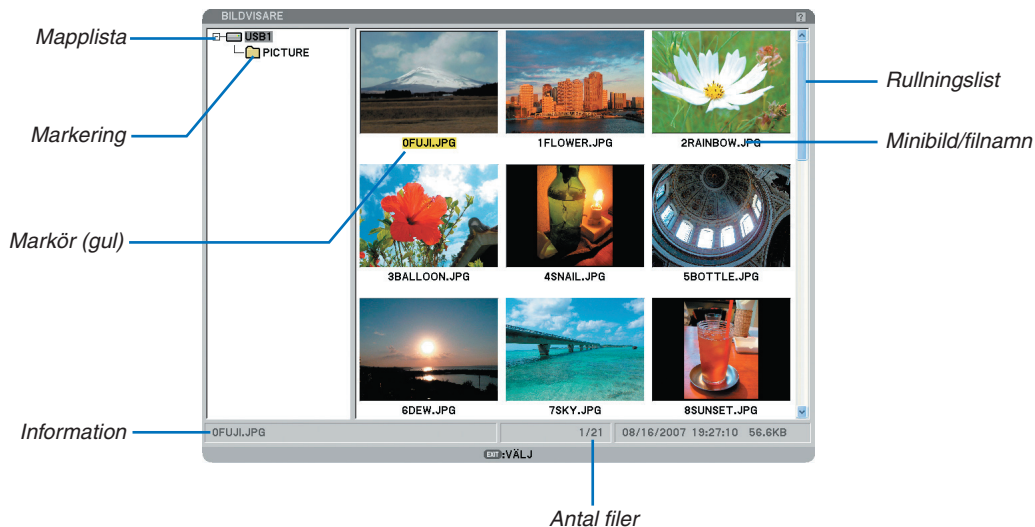 BILDVISARE ?
Mapplista
USB1
PICTURE
Rullningslist
Markering
0FUJI.JPG 1FLOWER.JPG 2RAINBOW.JPG
Minibild/filnamn
Markör (gul)
3BALLOON.JPG 4SNAIL.JPG 5BOTTLE.JPG
6DEW.JPG 7SKY.JPG 8SUNSET.JPG
Information
0FUJI.JPG 1/21 08/16/2007 19:27:10 56.6KB
EXIT:VÄLJ
Antal filer